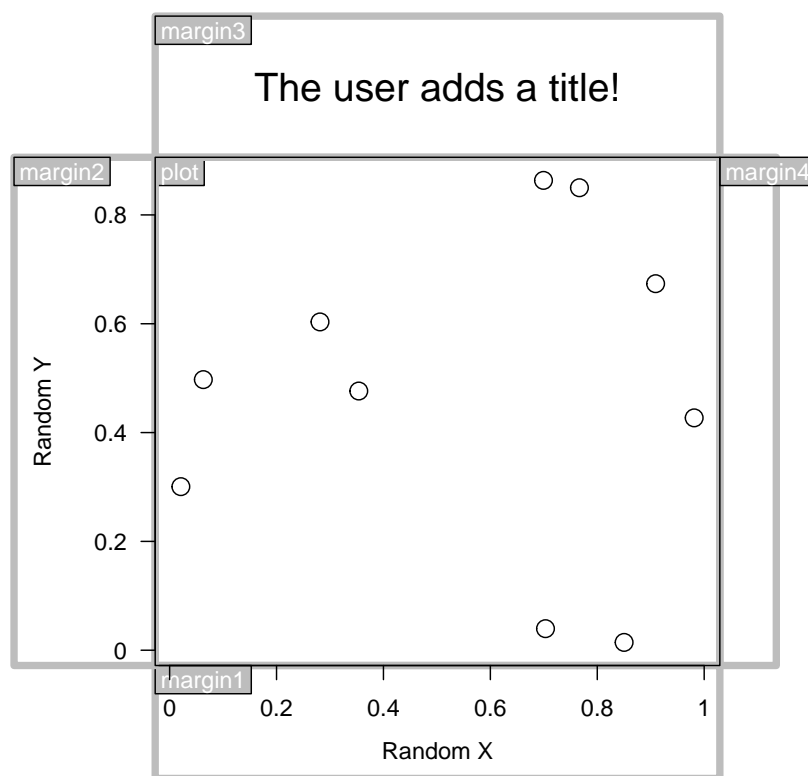 margin3
The user adds a title!
margin2
plot
margin4
0.8
0.6
0.4
0.2
0
Random Y
margin1
0 0.2 0.4 0.6 0.8 1
Random X